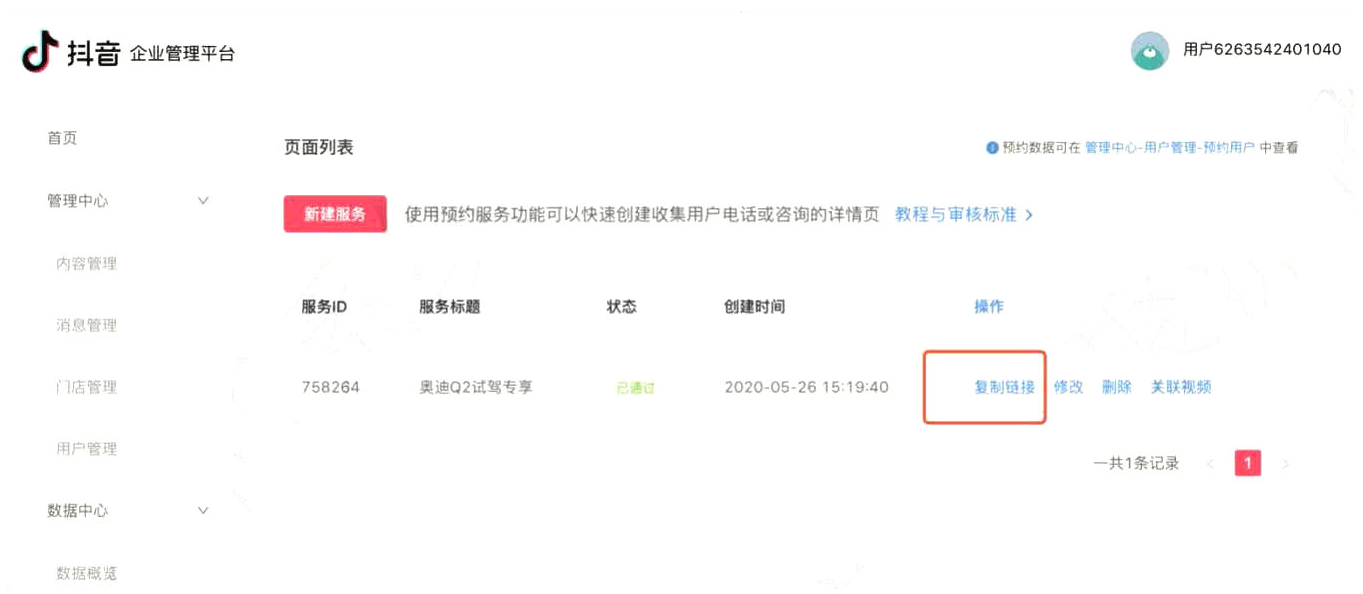 抖音 企业管理平台
用户6263542401040
首页
管理中心
内容管理
消息管理
门店管理
用户管理
数据中心
数据概览
页面列表
预约数据可在 管理中心-用户管理-预约用户 中查看
新建服务 使用预约服务功能可以快速创建收集用户电话或咨询的详情页 教程与审核标准 >
服务ID 服务标题 状态 创建时间 操作
758264 奥迪Q2试驾专享 已通过 2020-05-26 15:19:40 复制链接 修改 删除 关联视频
一共1条记录 < 1 >